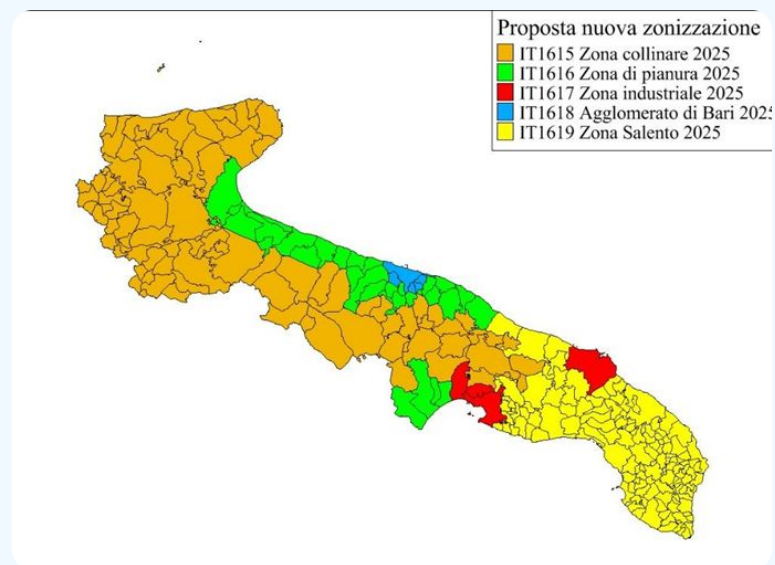 Proposta nuova zonizzazione
IT1615 Zona collinare 2025
IT1616 Zona di pianura 2025
IT1617 Zona industriale 2025
IT1618 Agglomerato di Bari 2025
IT1619 Zona Salento 2025